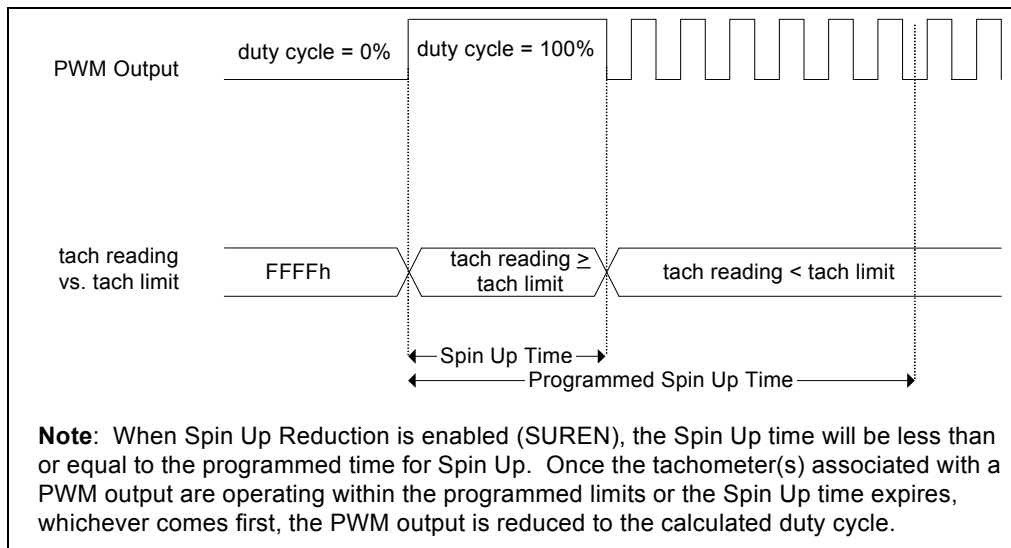 duty cycle = 0%
duty cycle = 100%
PWM Output
tach reading
vs. tach limit
FFFFh
tach reading ≥
tach limit
tach reading < tach limit
Spin Up Time
Programmed Spin Up Time
Note: When Spin Up Reduction is enabled (SUREN), the Spin Up time will be less than
or equal to the programmed time for Spin Up. Once the tachometer(s) associated with a
PWM output are operating within the programmed limits or the Spin Up time expires,
whichever comes first, the PWM output is reduced to the calculated duty cycle.